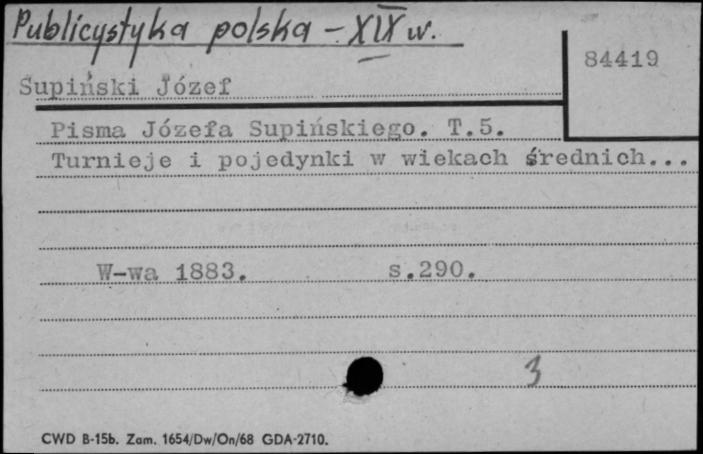 Publicystyka polska - XIX w.
84419
Supiński Józef
Pisma Józefa Supińskiego. T.5.
Turnieje i pojedynki w wiekach średnich...
W-wa 1883. s.290.
3
CWD B-15b. Zam. 1654/Dw/On/68 GDA-2710.